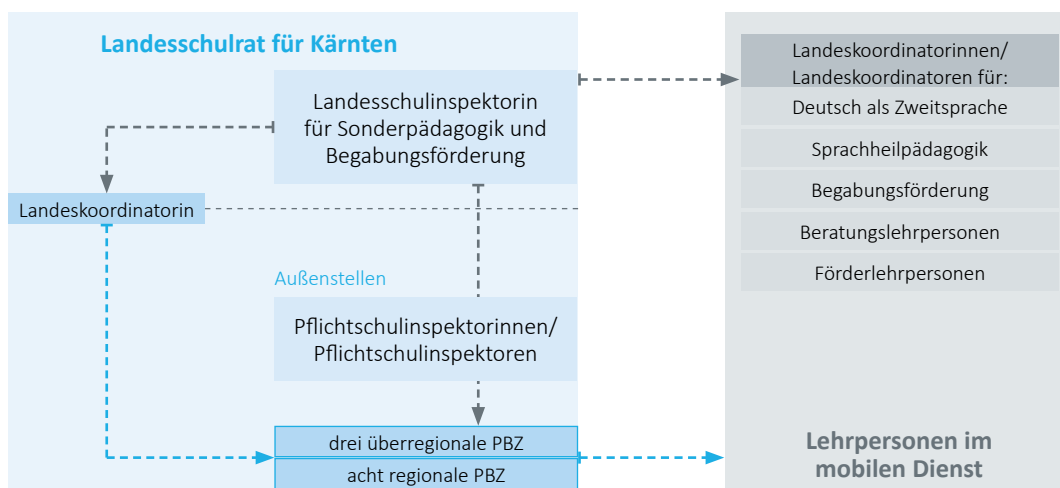 Landesschulrat für Kärnten
Landesschulinspektorin
für Sonderpädagogik und
Begabungsförderung
Landeskoordinatorin
Außenstellen
Pflichtschulinspektorinnen/
Pflichtschulinspektoren
drei überregionale PBZ
acht regionale PBZ
Landeskoordinatorinnen/
Landeskoordinatoren für:
Deutsch als Zweitsprache
Sprachheilpädagogik
Begabungsförderung
Beratungslehrpersonen
Förderlehrpersonen
Lehrpersonen im
mobilen Dienst